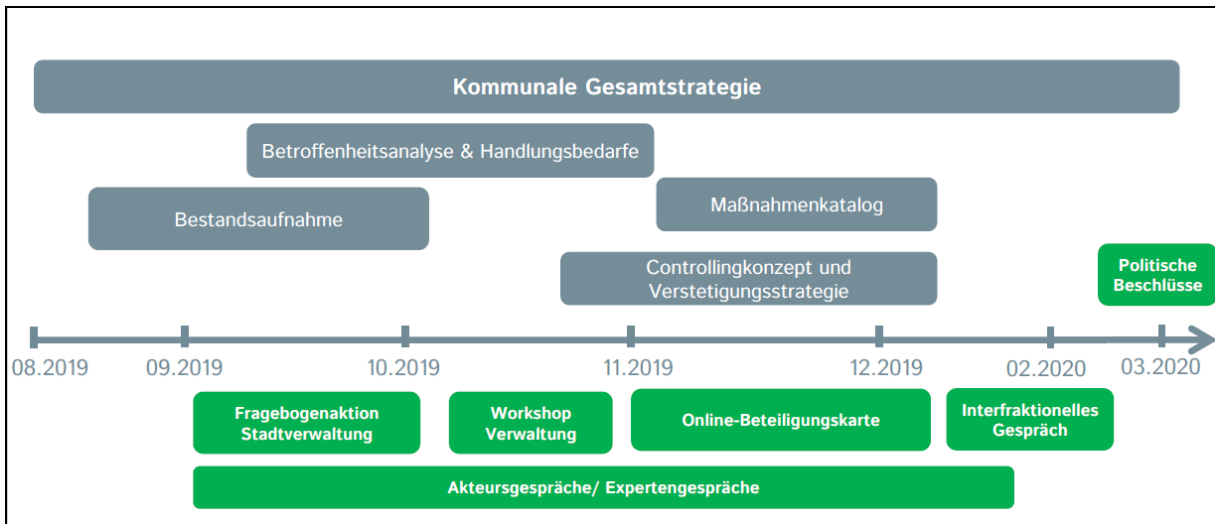 Kommunale Gesamtstrategie
Betroffenheitsanalyse & Handlungsbedarfe
Bestandsaufnahme
Maßnahmenkatalog
Controllingkonzept und
Verstetigungsstrategie
Politische
Beschlüsse
08.2019
09.2019
10.2019
11.2019
12.2019
02.2020
03.2020
Fragebogenaktion
Stadtverwaltung
Workshop
Verwaltung
Online-Beteiligungskarte
Interfraktionelles
Gespräch
Akteursgespräche/ Expertengespräche